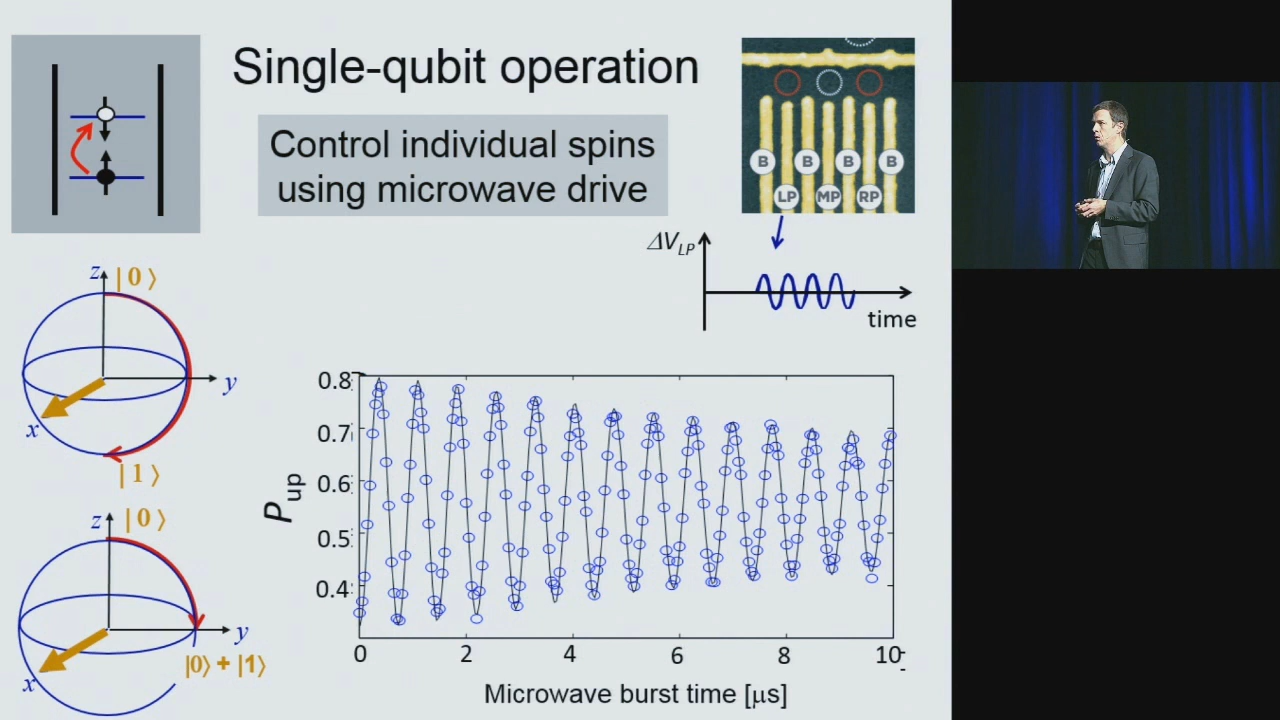 Single-qubit operation
Control individual spins
using microwave drive
B B B B
LP MP RP
ΔV_LP
time
z |0⟩
y
x
|1⟩
z |0⟩
y
|0⟩ + |1⟩
x
P_up
0.8
0.7
0.6
0.5
0.4
0 2 4 6 8 10
Microwave burst time [μs]